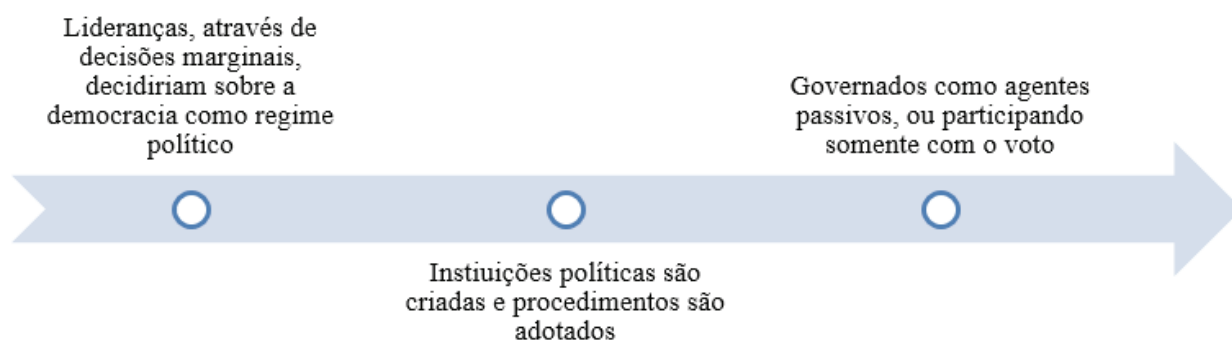 Lideranças, através de
decisões marginais,
decidiriam sobre a
democracia como regime
político
Instiuições políticas são
criadas e procedimentos são
adotados
Governados como agentes
passivos, ou participando
somente com o voto